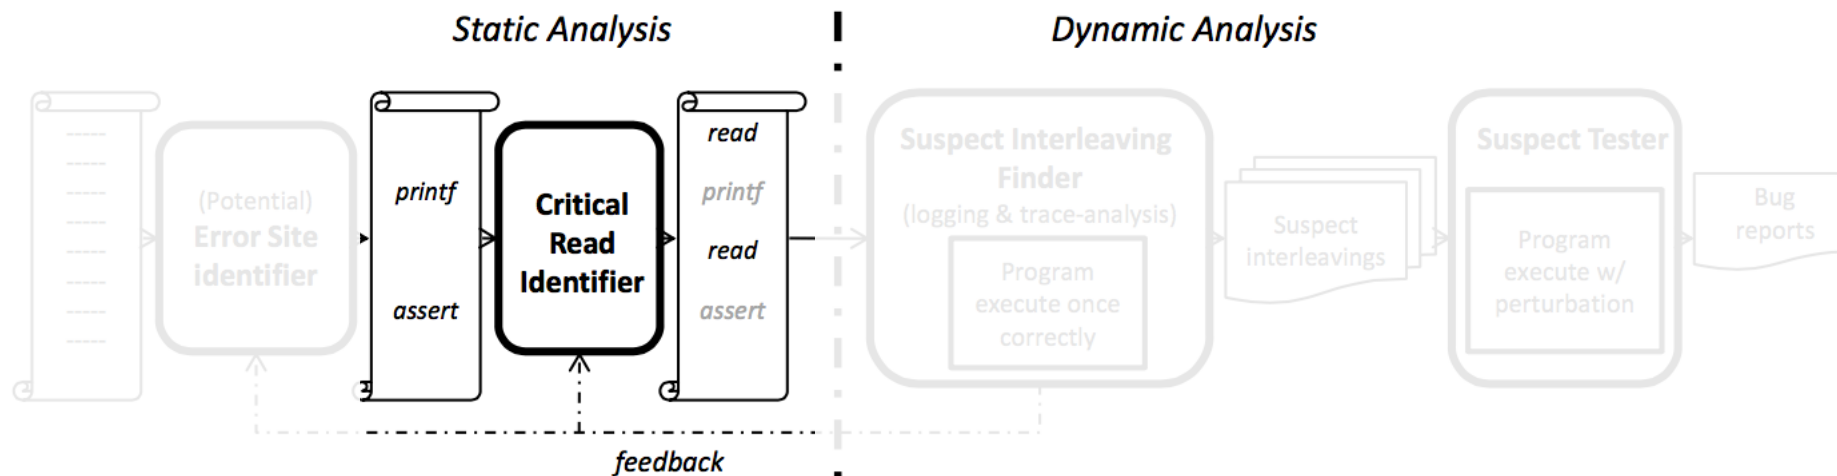 Static Analysis
Dynamic Analysis
(Potential)
Error Site
identifier
printf
assert
Critical
Read
Identifier
read
printf
read
assert
Suspect Interleaving
Finder
(logging & trace-analysis)
Program
execute once
correctly
Suspect
interleavings
Suspect Tester
Program
execute w/
perturbation
Bug
reports
feedback